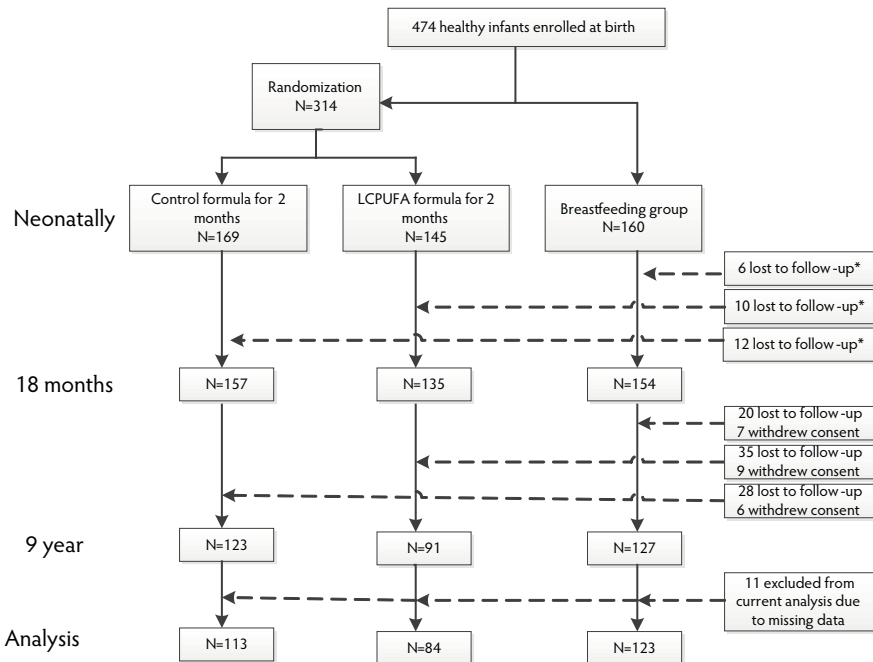 474 healthy infants enrolled at birth
Randomization
N=314
Neonatally
Control formula for 2
months
N=169
LCPUFA formula for 2
months
N=145
Breastfeeding group
N=160
6 lost to follow-up*
10 lost to follow-up*
12 lost to follow-up*
18 months
N=157
N=135
N=154
20 lost to follow-up
7 withdrew consent
35 lost to follow-up
9 withdrew consent
28 lost to follow-up
6 withdrew consent
9 year
N=123
N=91
N=127
11 excluded from
current analysis due
to missing data
Analysis
N=113
N=84
N=123